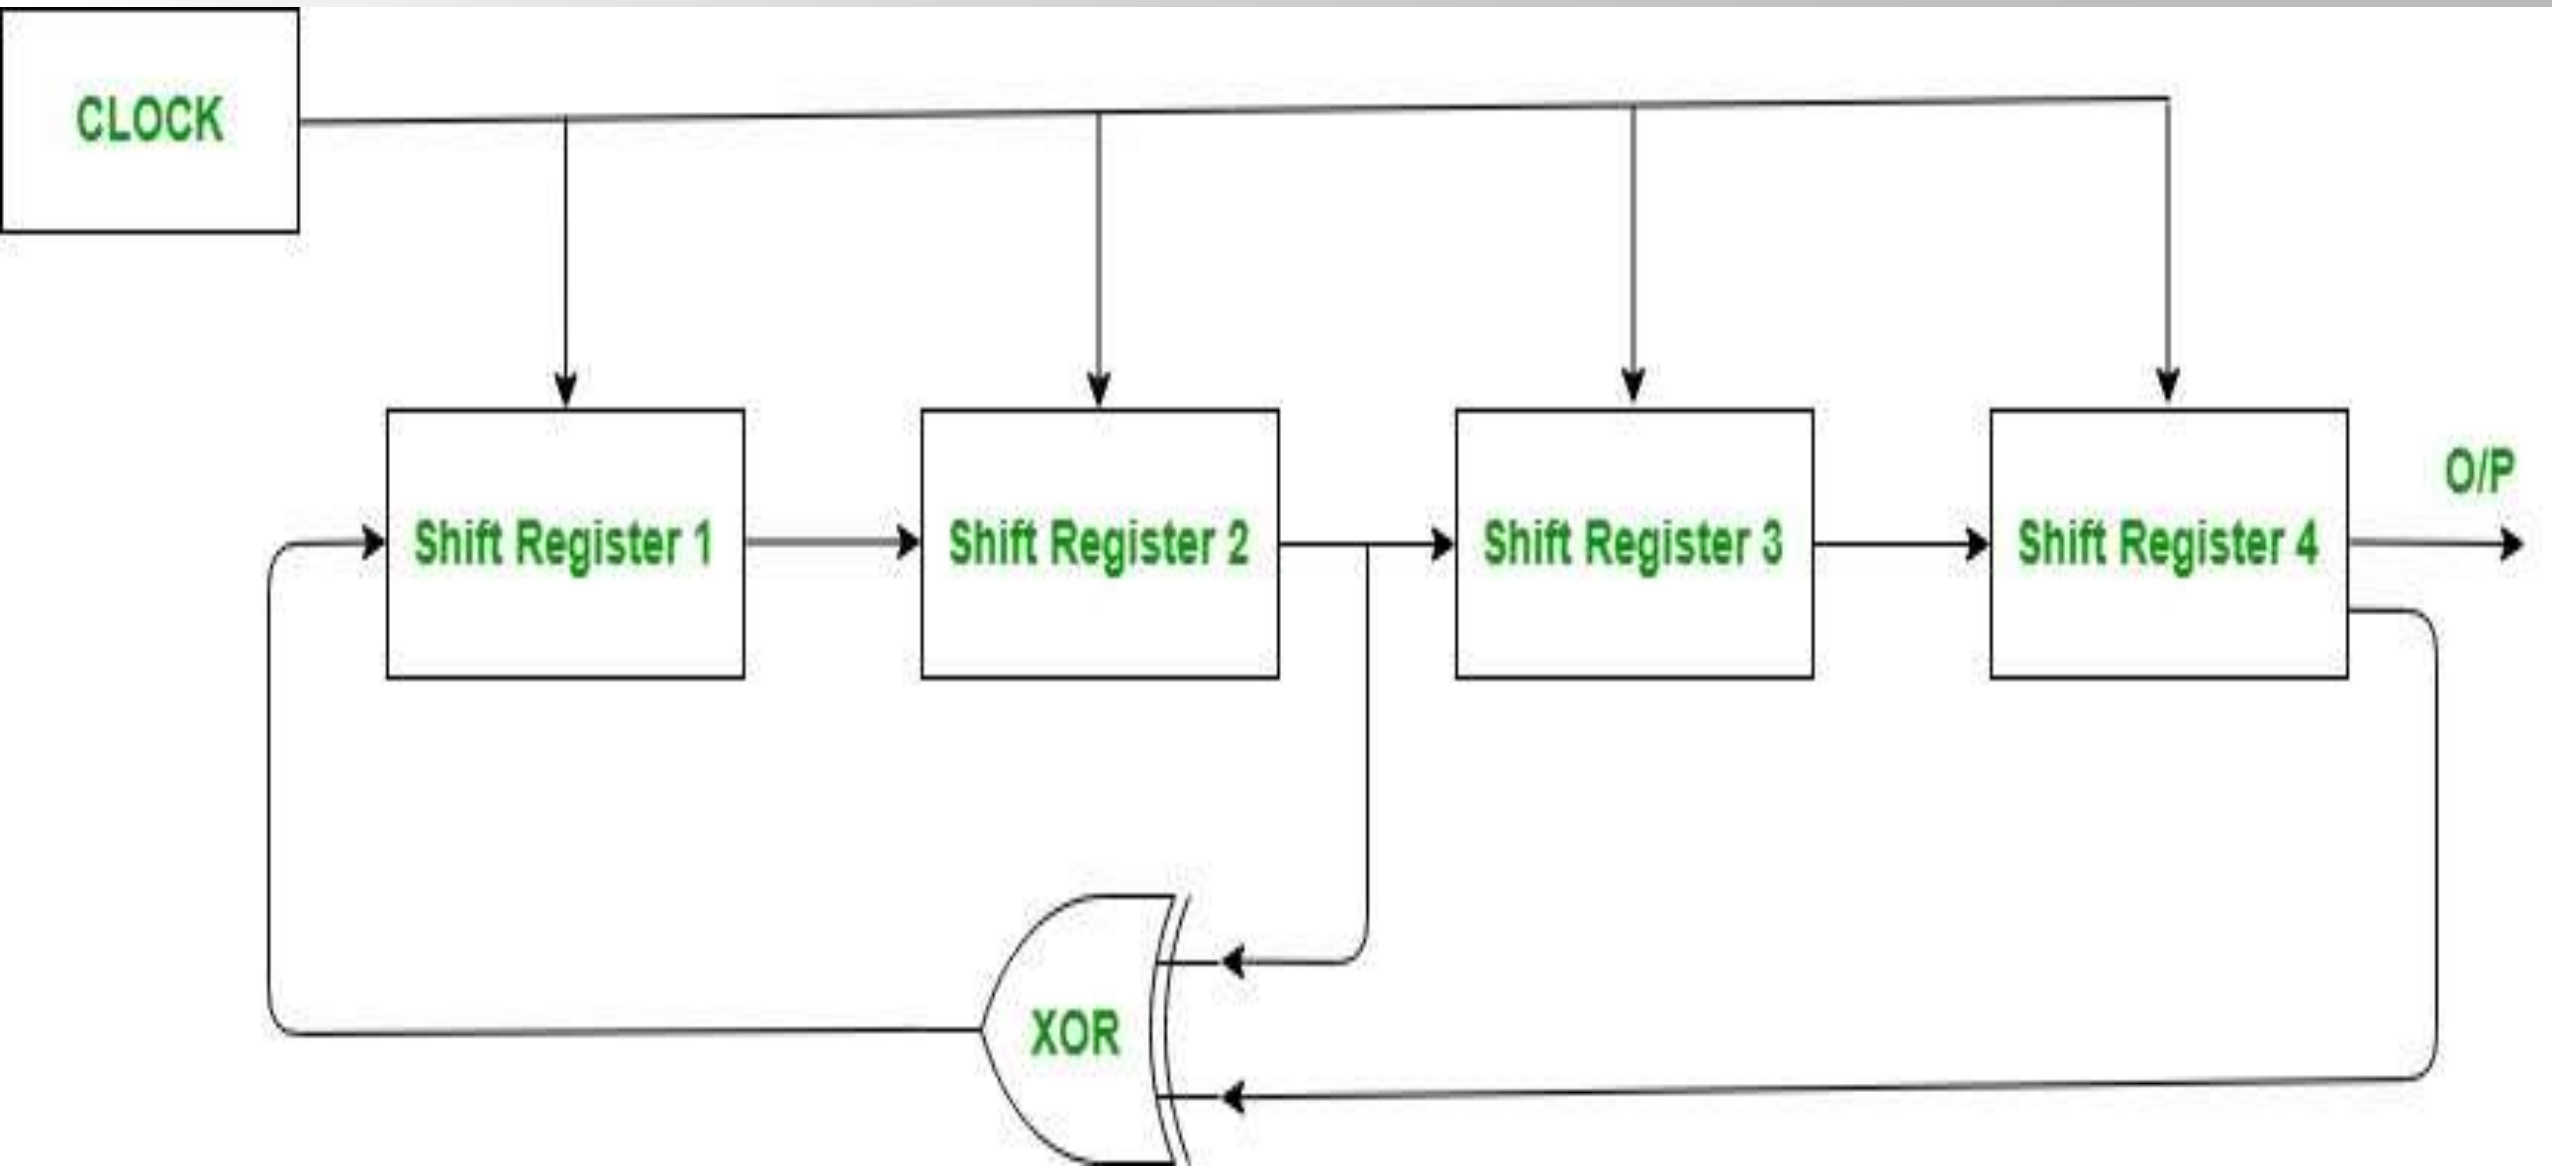 CLOCK
O/P
Shift Register 1
Shift Register 2
Shift Register 3
Shift Register 4
XOR